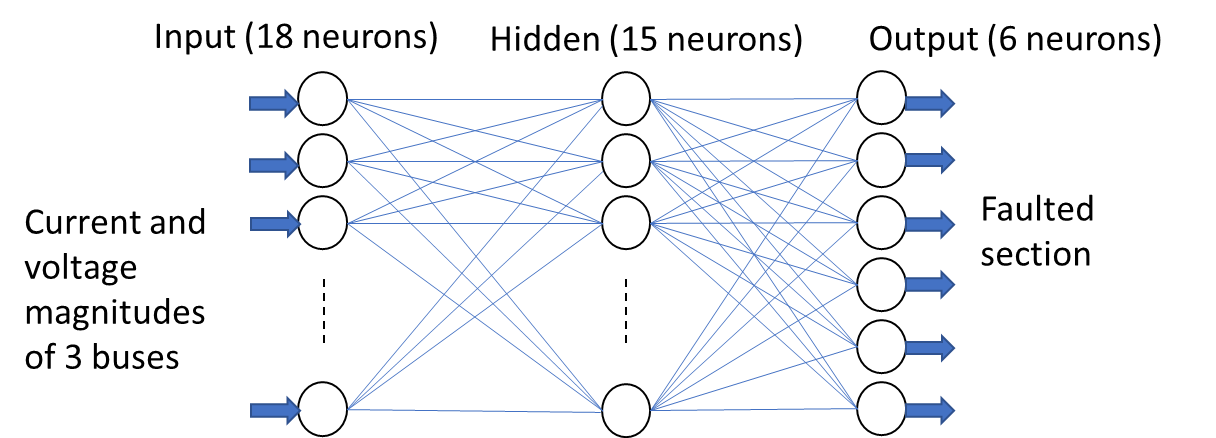 Input (18 neurons)
Hidden (15 neurons)
Output (6 neurons)
Current and
voltage
magnitudes
of 3 buses
Faulted
section